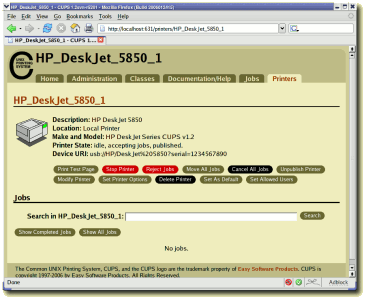 HP_DeskJet_5850_1 - CUPS 1.2svn-r5201 - Mozilla Firefox (Build 2006012413)
File Edit View Go Bookmarks Tools Help
http://localhost:631/printers/HP_DeskJet_5850_1
HP_DeskJet_5850_1 - CUPS 1....
UNIX PRINTING SYSTEM
HP_DeskJet_5850_1
Home Administration Classes Documentation/Help Jobs Printers
HP_DeskJet_5850_1
Description: HP DeskJet 5850
Location: Local Printer
Make and Model: HP DeskJet Series CUPS v1.2
Printer State: idle, accepting jobs, published.
Device URI: usb://HP/DeskJet%205850?serial=1234567890
Print Test Page Stop Printer Reject Jobs Move All Jobs Cancel All Jobs Unpublish Printer
Modify Printer Set Printer Options Delete Printer Set As Default Set Allowed Users
Jobs
Search in HP_DeskJet_5850_1: Search
Show Completed Jobs Show All Jobs
No jobs.
The Common UNIX Printing System, CUPS, and the CUPS logo are the trademark property of Easy Software Products. CUPS is
copyright 1997-2006 by Easy Software Products. All Rights Reserved.
Done Adblock